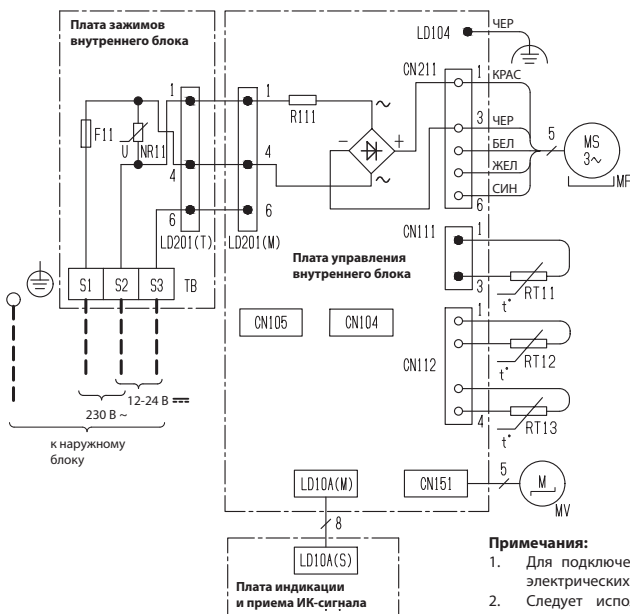 Плата зажимов
внутреннего блока
LD104
ЧЕР
CN211
1
КРАС
3
ЧЕР
БЕЛ
ЖЕЛ
СИН
6
5
MS
3~
MF
1
1
R111
~
−
+
~
F11
U
NR11
4
4
6
6
LD201(T)
LD201(M)
S1
S2
S3
TB
12-24 В
230 В ~
к наружному
блоку
Плата управления
внутреннего блока
CN111
1
3
t°
RT11
CN105
CN104
CN112
1
4
t°
RT12
t°
RT13
LD10A(M)
CN151
5
M
MV
8
LD10A(S)
Плата индикации
и приема ИК-сигнала
Примечания:
1. Для подключе
электрических
2. Следует испо